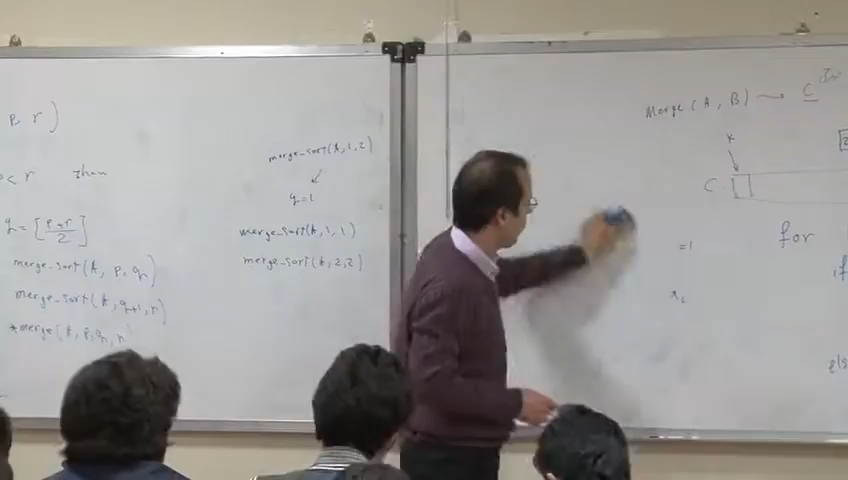 p, r)
p<r then
q = [p+r/2]
merge-sort(A, p, q)
merge-sort(A, q+1, r)
*merge(A, p, q, r)
merge-sort(A, 1, 2)
q = 1
merge-sort(A, 1, 1)
merge-sort(A, 2, 2)
Merge(A, B) → C
C
=1
for
els